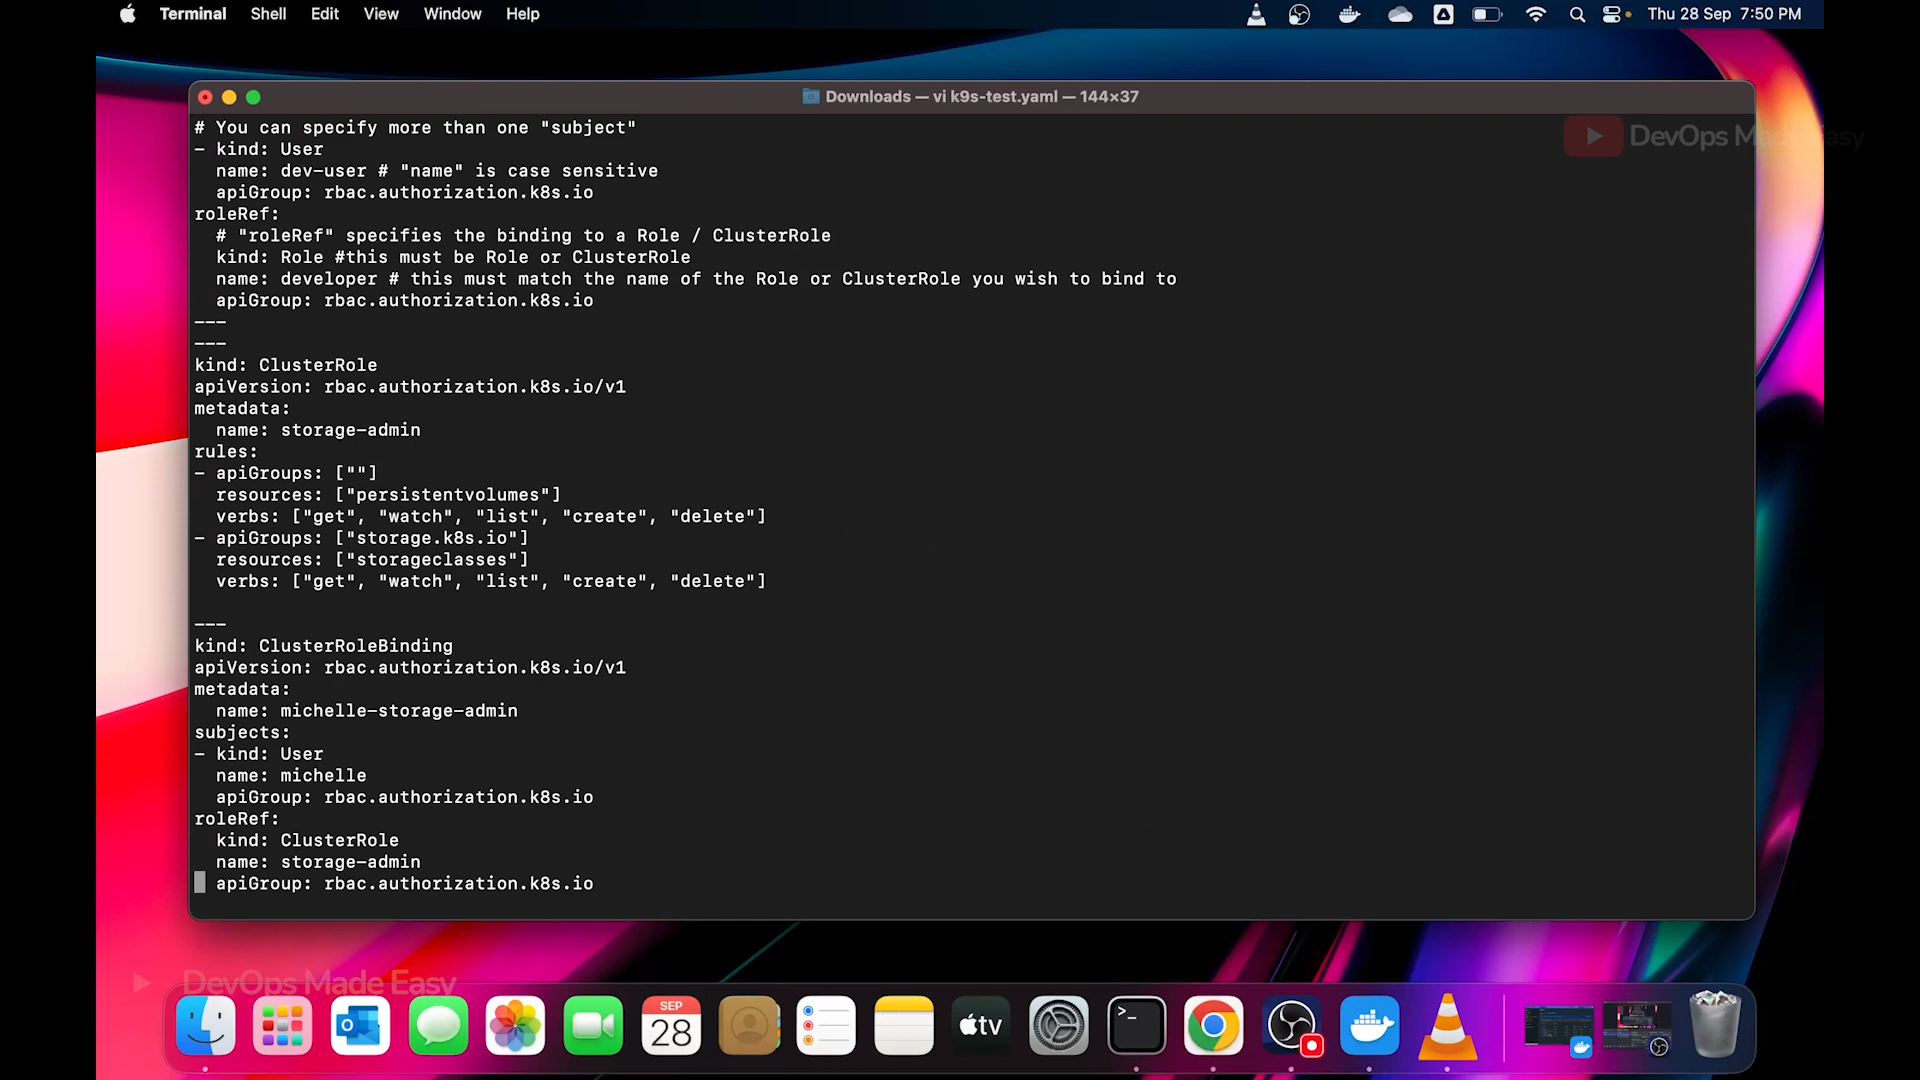 Terminal Shell Edit View Window Help Thu 28 Sep 7:50 PM
Downloads — vi k9s-test.yaml — 144×37
DevOps Made Easy
# You can specify more than one "subject"
- kind: User
  name: dev-user # "name" is case sensitive
  apiGroup: rbac.authorization.k8s.io
roleRef:
  # "roleRef" specifies the binding to a Role / ClusterRole
  kind: Role #this must be Role or ClusterRole
  name: developer # this must match the name of the Role or ClusterRole you wish to bind to
  apiGroup: rbac.authorization.k8s.io
---
---
kind: ClusterRole
apiVersion: rbac.authorization.k8s.io/v1
metadata:
  name: storage-admin
rules:
- apiGroups: [""]
  resources: ["persistentvolumes"]
  verbs: ["get", "watch", "list", "create", "delete"]
- apiGroups: ["storage.k8s.io"]
  resources: ["storageclasses"]
  verbs: ["get", "watch", "list", "create", "delete"]
---
kind: ClusterRoleBinding
apiVersion: rbac.authorization.k8s.io/v1
metadata:
  name: michelle-storage-admin
subjects:
- kind: User
  name: michelle
  apiGroup: rbac.authorization.k8s.io
roleRef:
  kind: ClusterRole
  name: storage-admin
  apiGroup: rbac.authorization.k8s.io
DevOps Made Easy
SEP
28
tv